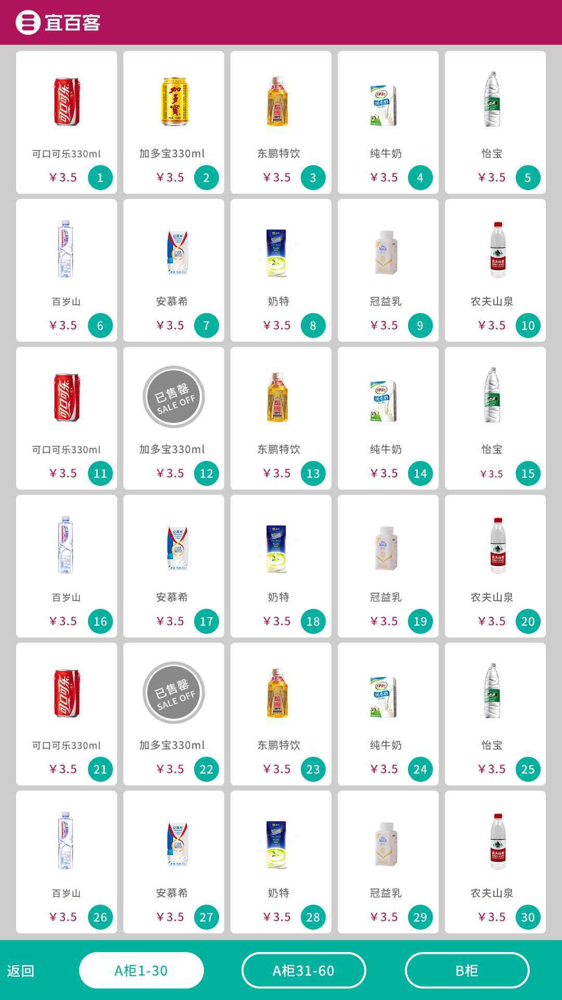 宜百客
可口可乐330ml
￥3.5 1
加多宝330ml
￥3.5 2
东鹏特饮
￥3.5 3
纯牛奶
￥3.5 4
怡宝
￥3.5 5
百岁山
￥3.5 6
安慕希
￥3.5 7
奶特
￥3.5 8
冠益乳
￥3.5 9
农夫山泉
￥3.5 10
可口可乐330ml
￥3.5 11
已售罄
SALE OFF
加多宝330ml
￥3.5 12
东鹏特饮
￥3.5 13
纯牛奶
￥3.5 14
怡宝
￥3.5 15
百岁山
￥3.5 16
安慕希
￥3.5 17
奶特
￥3.5 18
冠益乳
￥3.5 19
农夫山泉
￥3.5 20
可口可乐330ml
￥3.5 21
已售罄
SALE OFF
加多宝330ml
￥3.5 22
东鹏特饮
￥3.5 23
纯牛奶
￥3.5 24
怡宝
￥3.5 25
百岁山
￥3.5 26
安慕希
￥3.5 27
奶特
￥3.5 28
冠益乳
￥3.5 29
农夫山泉
￥3.5 30
返回
A柜1-30
A柜31-60
B柜